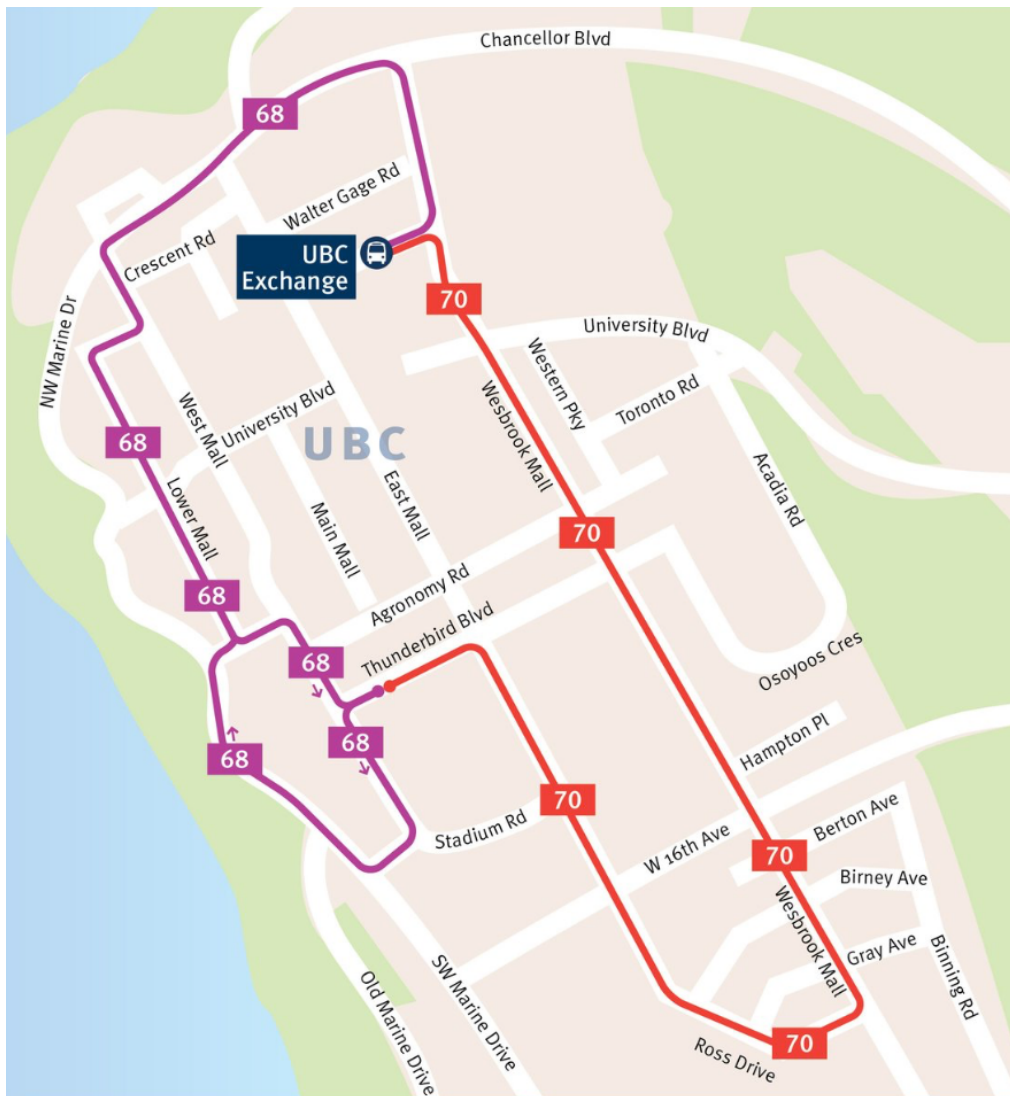 Chancellor Blvd
68
Walter Gage Rd
Crescent Rd
UBC
Exchange
70
NW Marine Dr
University Blvd
Western Pky
Toronto Rd
Wesbrook Mall
West Mall
University Blvd
UBC
68
Acadia Rd
East Mall
Lower Mall
Main Mall
70
Agronomy Rd
68
Thunderbird Blvd
68
Osoyoos Cres
68
68
Hampton Pl
70
Stadium Rd
W 16th Ave
Berton Ave
70
Birney Ave
Wesbrook Mall
Gray Ave
Binning Rd
SW Marine Drive
Old Marine Drive
Ross Drive
70